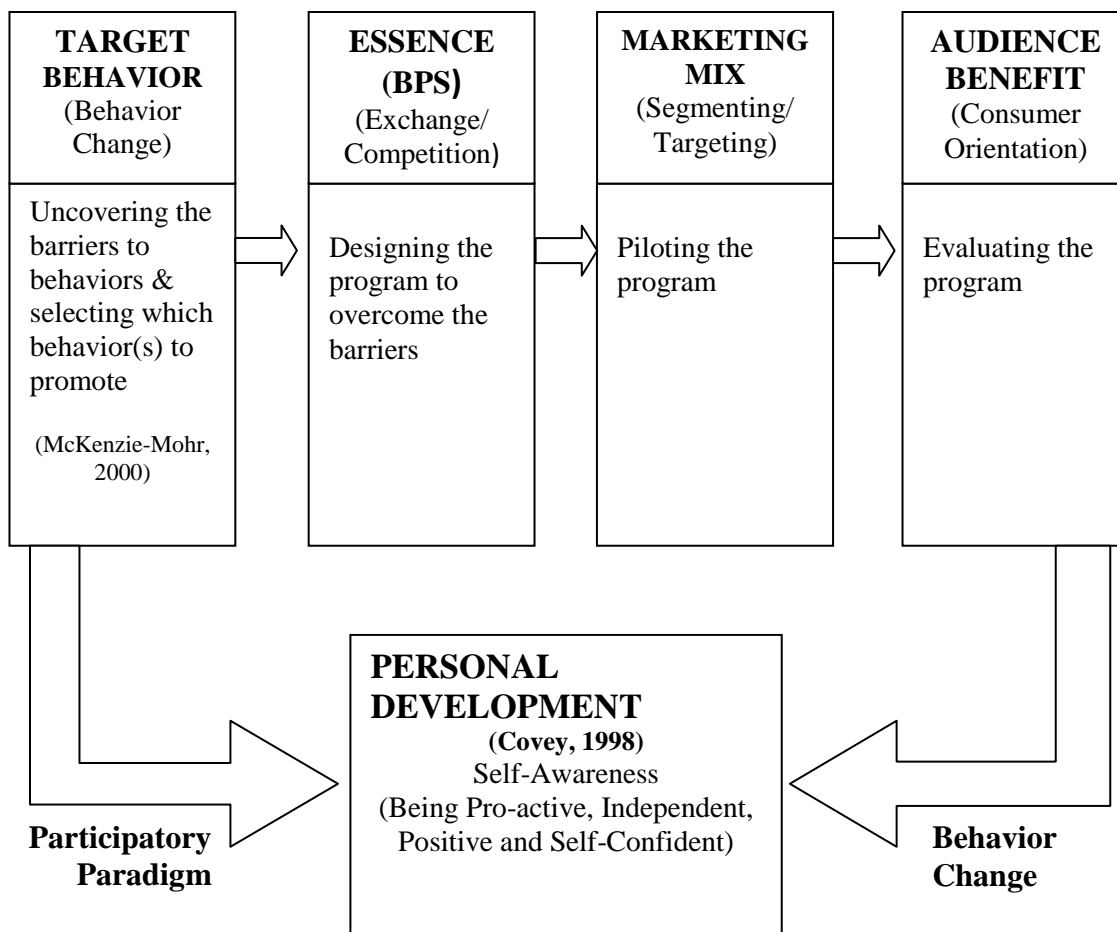 TARGET
BEHAVIOR
(Behavior
Change)
Uncovering the
barriers to
behaviors &
selecting which
behavior(s) to
promote
(McKenzie-Mohr,
2000)
ESSENCE
(BPS)
(Exchange/
Competition)
Designing the
program to
overcome the
barriers
MARKETING
MIX
(Segmenting/
Targeting)
Piloting the
program
AUDIENCE
BENEFIT
(Consumer
Orientation)
Evaluating the
program
PERSONAL
DEVELOPMENT
(Covey, 1998)
Self-Awareness
(Being Pro-active, Independent,
Positive and Self-Confident)
Participatory
Paradigm
Behavior
Change